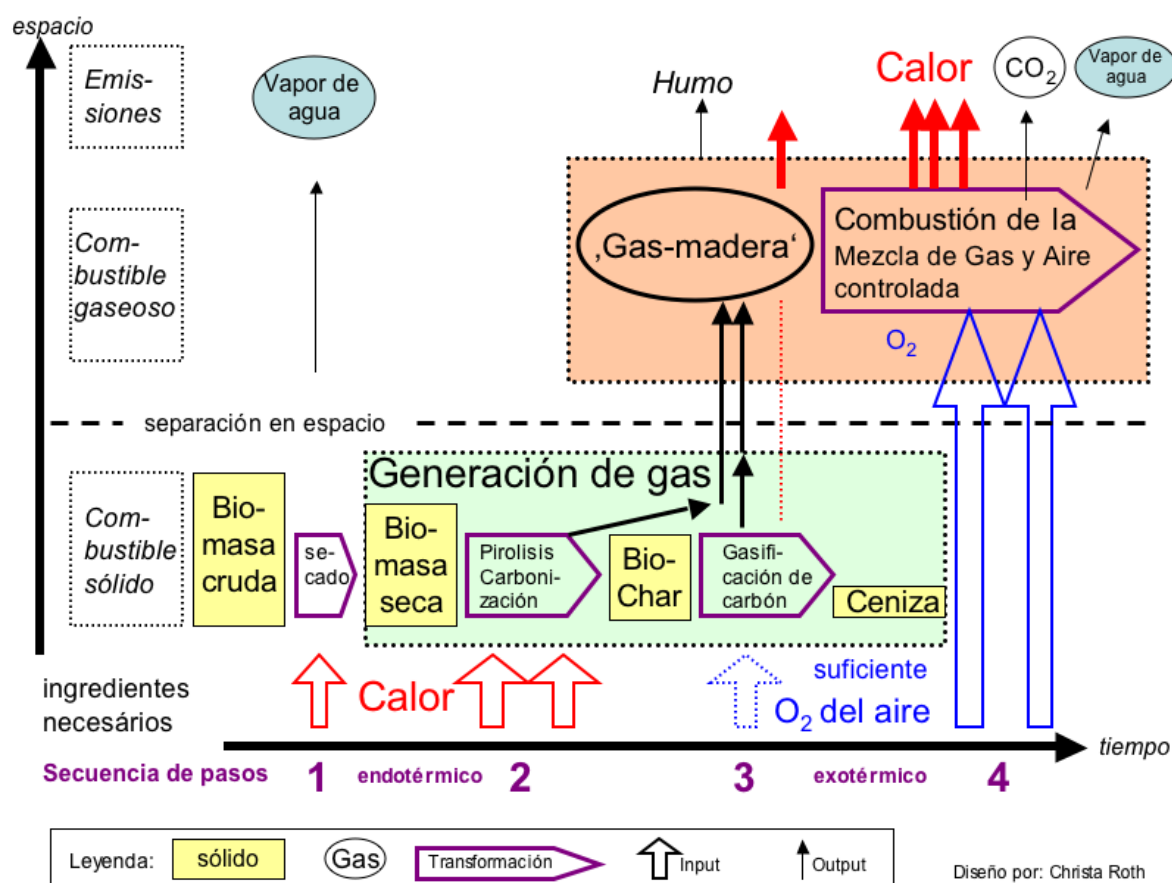 espacio
Emis-
siones
Vapor de
agua
Humo
Calor
CO2
Vapor de
agua
Com-
bustible
gaseoso
‚Gas-madera‘
Combustión de la
Mezcla de Gas y Aire
controlada
O2
separación en espacio
Generación de gas
Com-
bustible
sólido
Bio-
masa
cruda
se-
cado
Bio-
masa
seca
Pirolisis
Carboni-
zación
Bio-
Char
Gasifi-
cación de
carbón
Ceniza
ingredientes
necesários
Calor
suficiente
O2 del aire
tiempo
Secuencia de pasos 1 endotérmico 2 3 exotérmico 4
Leyenda: sólido Gas Transformación Input Output
Diseño por: Christa Roth